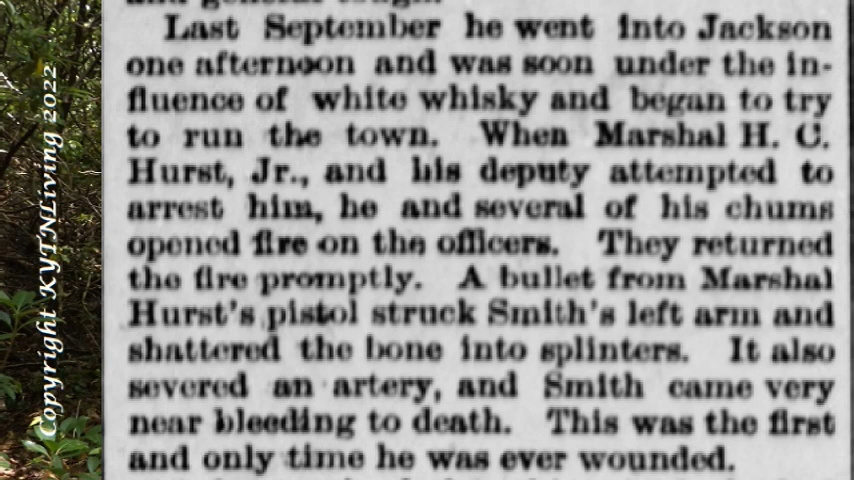 Last September he went into Jackson
one afternoon and was soon under the in-
fluence of white whisky and began to try
to run the town. When Marshal H. C.
Hurst, Jr., and his deputy attempted to
arrest him, he and several of his chums
opened fire on the officers. They returned
the fire promptly. A bullet from Marshal
Hurst's pistol struck Smith's left arm and
shattered the bone into splinters. It also
severed an artery, and Smith came very
near bleeding to death. This was the first
and only time he was ever wounded.
Copyright KYTNLiving 2022